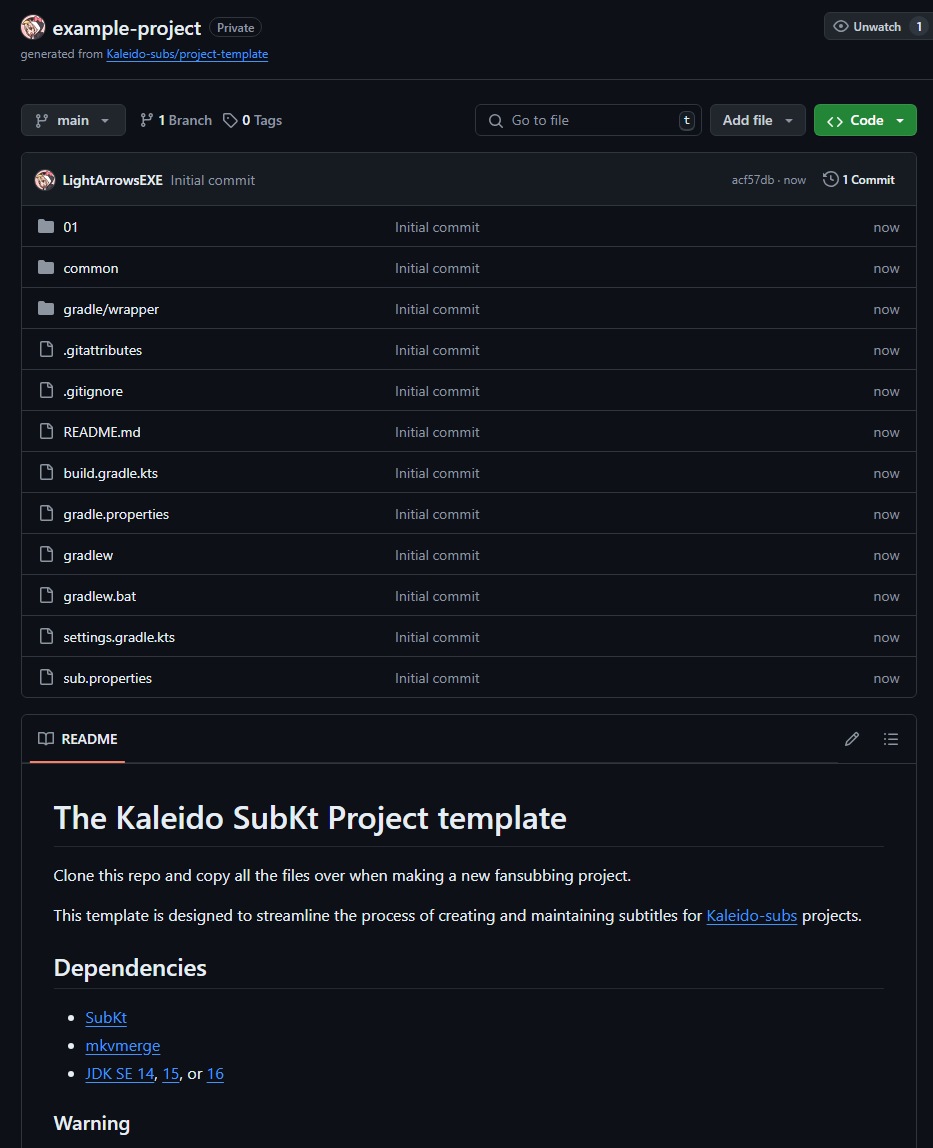 example-project Private Unwatch 1
generated from Kaleido-subs/project-template
main 1 Branch 0 Tags Go to file t Add file Code
LightArrowsEXE Initial commit acf57db · now 1 Commit
01 Initial commit now
common Initial commit now
gradle/wrapper Initial commit now
.gitattributes Initial commit now
.gitignore Initial commit now
README.md Initial commit now
build.gradle.kts Initial commit now
gradle.properties Initial commit now
gradlew Initial commit now
gradlew.bat Initial commit now
settings.gradle.kts Initial commit now
sub.properties Initial commit now
README
The Kaleido SubKt Project template
Clone this repo and copy all the files over when making a new fansubbing project.
This template is designed to streamline the process of creating and maintaining subtitles for Kaleido-subs projects.
Dependencies
• SubKt
• mkvmerge
• JDK SE 14, 15, or 16
Warning